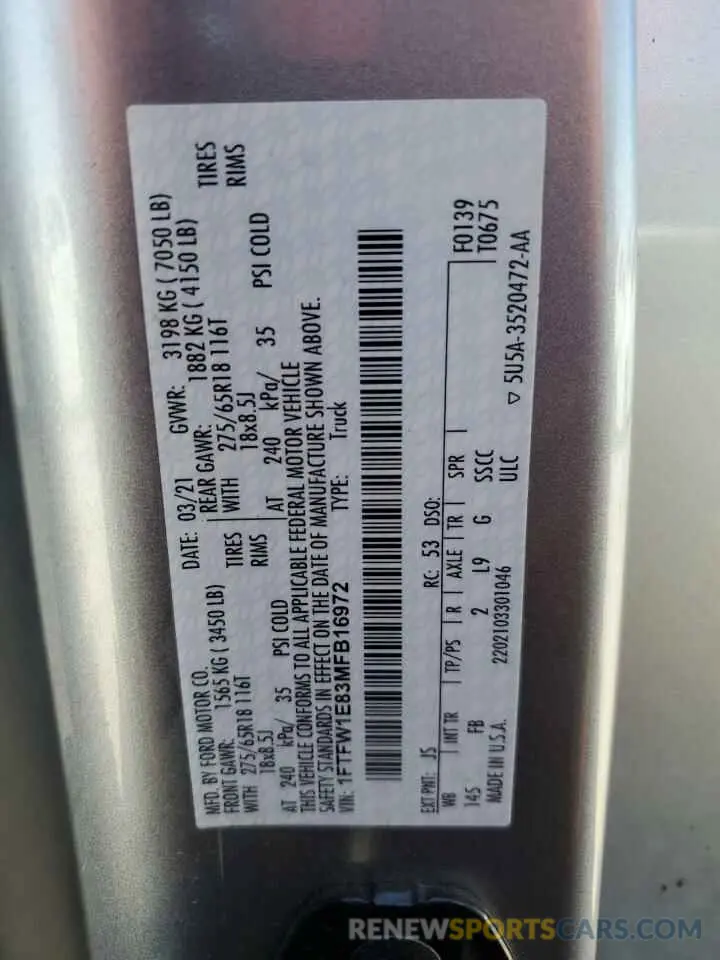 MFD. BY FORD MOTOR CO.
DATE: 03/21 GVWR: 3198 KG ( 7050 LB)
FRONT GAWR: 1565 KG ( 3450 LB) REAR GAWR: 1882 KG ( 4150 LB)
WITH 275/65R18 116T TIRES WITH 275/65R18 116T TIRES
18x8.5J RIMS 18x8.5J RIMS
AT 240 kPa/ 35 PSI COLD AT 240 kPa/ 35 PSI COLD
THIS VEHICLE CONFORMS TO ALL APPLICABLE FEDERAL MOTOR VEHICLE
SAFETY STANDARDS IN EFFECT ON THE DATE OF MANUFACTURE SHOWN ABOVE.
VIN: 1FTFW1E83MFB16972 TYPE: Truck
EXT PNT: JS RC: 53 DSO: F0139
WB INT TR TP/PS R AXLE TR SPR T0675
145 FB 2 L9 G SSCC
MADE IN U.S.A. 2202103301046 ULC ▽ 5U5A-3520472-AA
RENEWSPORTSCARS.COM